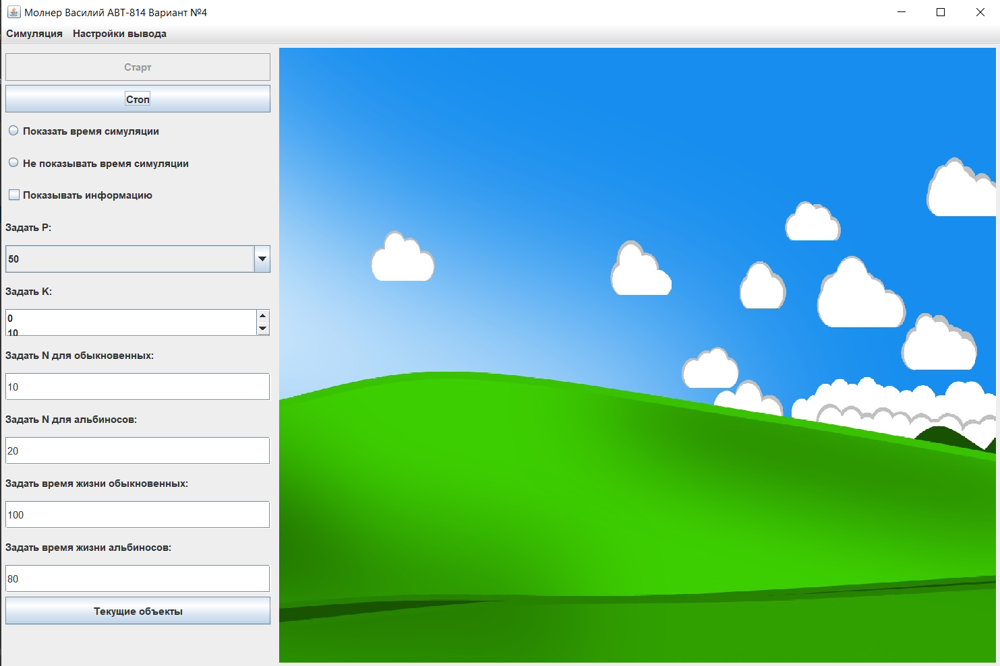 Молнер Василий АВТ-814 Вариант №4
Симуляция Настройки вывода
Старт
Стоп
Показать время симуляции
Не показывать время симуляции
Показывать информацию
Задать P:
50
Задать K:
0
10
Задать N для обыкновенных:
10
Задать N для альбиносов:
20
Задать время жизни обыкновенных:
100
Задать время жизни альбиносов:
80
Текущие объекты